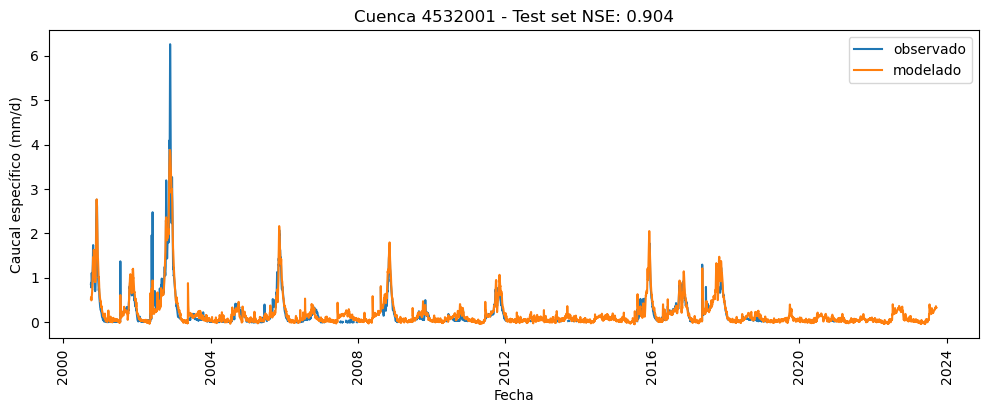 Cuenca 4532001 - Test set NSE: 0.904
observado
modelado
Caucal específico (mm/d)
6
5
4
3
2
1
0
2000
2004
2008
2012
2016
2020
2024
Fecha